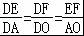 DE/DA = DF/DO = EF/AO